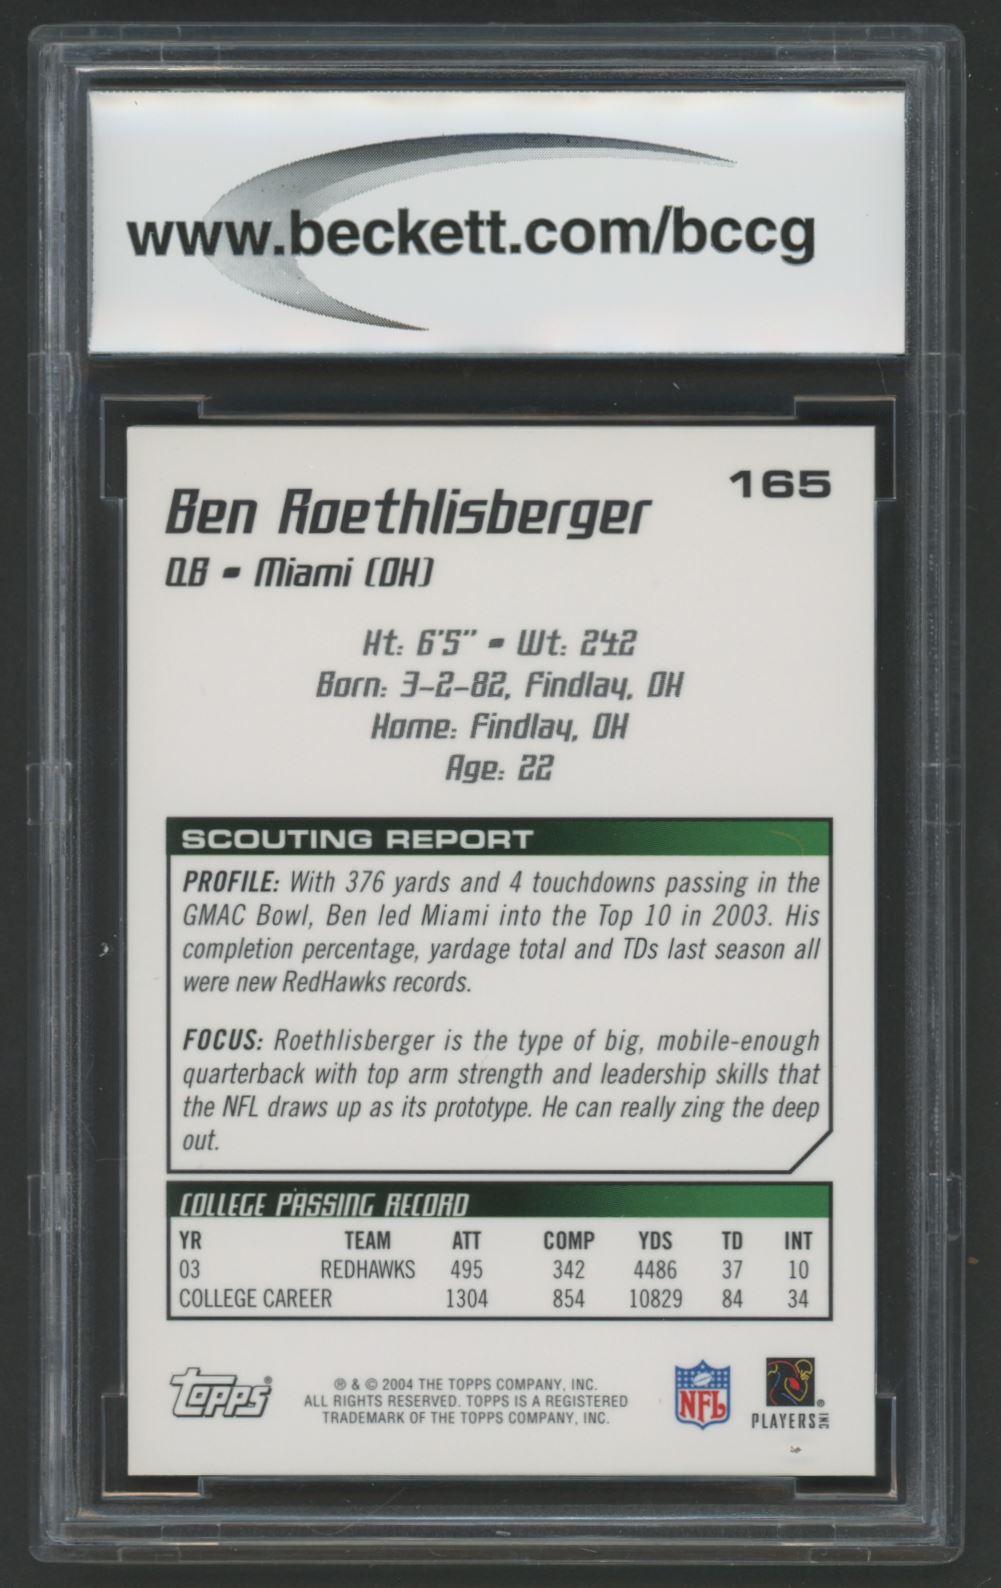 www.beckett.com/bccg
165
Ben Roethlisberger
QB - Miami (OH)
Ht: 6'5" - Wt: 242
Born: 3-2-82, Findlay, OH
Home: Findlay, OH
Age: 22
SCOUTING REPORT
PROFILE: With 376 yards and 4 touchdowns passing in the
GMAC Bowl, Ben led Miami into the Top 10 in 2003. His
completion percentage, yardage total and TDs last season all
were new RedHawks records.
FOCUS: Roethlisberger is the type of big, mobile-enough
quarterback with top arm strength and leadership skills that
the NFL draws up as its prototype. He can really zing the deep
out.
COLLEGE PASSING RECORD
YR TEAM ATT COMP YDS TD INT
03 REDHAWKS 495 342 4486 37 10
COLLEGE CAREER 1304 854 10829 84 34
Topps®
® & © 2004 THE TOPPS COMPANY, INC.
ALL RIGHTS RESERVED. TOPPS IS A REGISTERED
TRADEMARK OF THE TOPPS COMPANY, INC.
NFL®
PLAYERS INC®